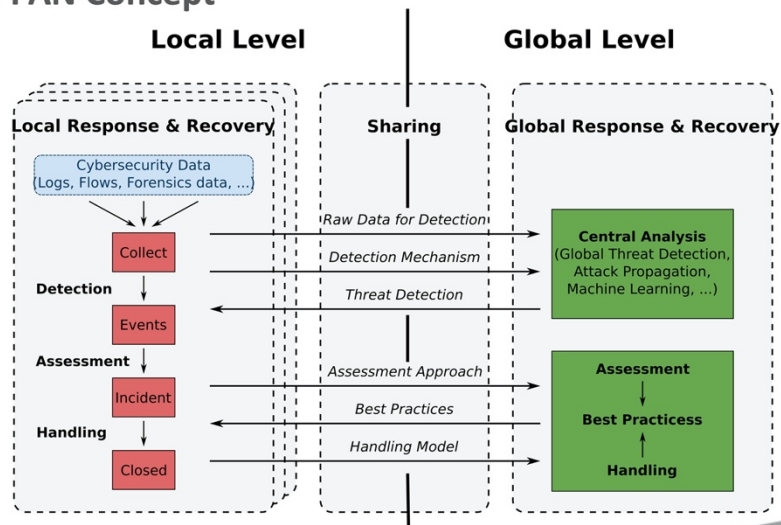 Local Level
Global Level
Local Response & Recovery
Cybersecurity Data
(Logs, Flows, Forensics data, ...)
Collect
Detection
Events
Assessment
Incident
Handling
Closed
Sharing
Raw Data for Detection
Detection Mechanism
Threat Detection
Assessment Approach
Best Practices
Handling Model
Global Response & Recovery
Central Analysis
(Global Threat Detection,
Attack Propagation,
Machine Learning, ...)
Assessment
Best Practicess
Handling